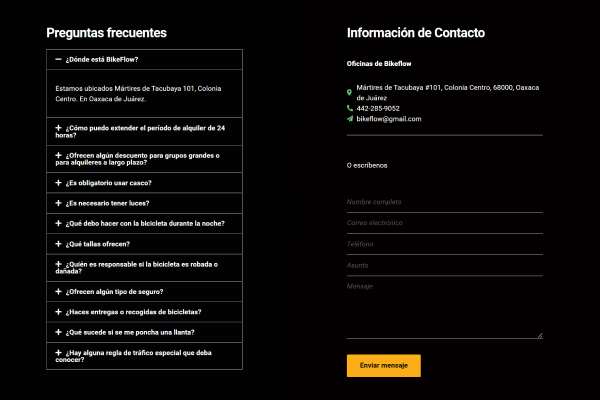 Preguntas frecuentes
¿Dónde está BikeFlow?
Estamos ubicados Mártires de Tacubaya 101, Colonia
Centro. En Oaxaca de Juárez.
¿Cómo puedo extender el período de alquiler de 24
horas?
¿Ofrecen algún descuento para grupos grandes o
para alquileres a largo plazo?
¿Es obligatorio usar casco?
¿Es necesario tener luces?
¿Qué debo hacer con la bicicleta durante la noche?
¿Qué tallas ofrecen?
¿Quién es responsable si la bicicleta es robada o
dañada?
¿Ofrecen algún tipo de seguro?
¿Haces entregas o recogidas de bicicletas?
¿Qué sucede si se me poncha una llanta?
¿Hay alguna regla de tráfico especial que deba
conocer?
Información de Contacto
Oficinas de Bikeflow
Mártires de Tacubaya #101, Colonia Centro, 68000, Oaxaca
de Juárez
442-285-9052
bikeflow@gmail.com
O escríbenos
Nombre completo
Correo electrónico
Teléfono
Asunto
Mensaje
Enviar mensaje